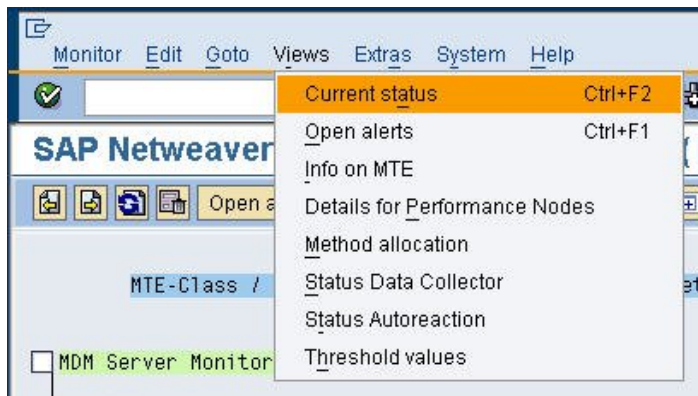 Monitor Edit Goto Views Extras System Help
Current status Ctrl+F2
Open alerts Ctrl+F1
Info on MTE
Details for Performance Nodes
Method allocation
Status Data Collector
Status Autoreaction
Threshold values
SAP Netweaver
Open a
MTE-Class /
MDM Server Monitor